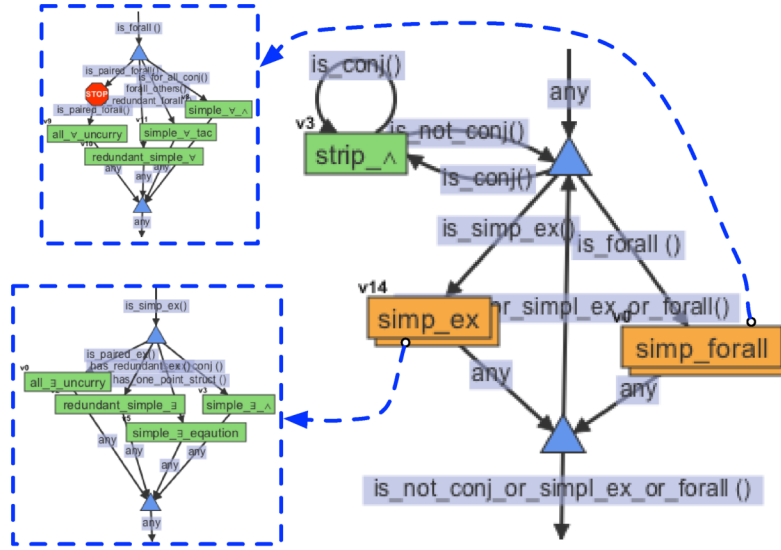 is_forall ()
is_paired_forall()
is_for_all_conj()
forall_others()
STOP
redundant_forall()
simple_∀_∧
is_paired_forall()
v9
v11
all_∀_uncurry
simple_∀_tac
v10
redundant_simple_∀
any
any
any
any
any
is_simp_ex()
is_paired_ex()
has_redundant_ex ()
conj ()
has_one_point_struct ()
v0
v3
all_∃_uncurry
redundant_simple_∃
simple_∃_∧
simple_∃_eqaution
any
any
any
any
any
is_conj()
any
v3
is_not_conj()
strip_∧
is_conj()
is_simp_ex()
is_forall ()
v14
or_simpl_ex_or_forall()
v0
simp_ex
simp_forall
any
any
is_not_conj_or_simpl_ex_or_forall ()